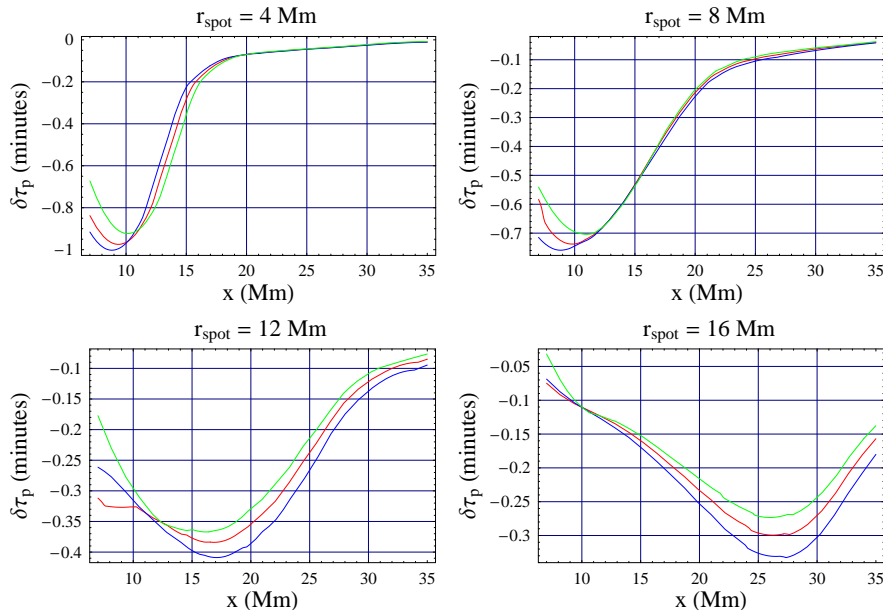 r_spot = 4 Mm
0
−0.2
−0.4
−0.6
−0.8
−1
δτ_p (minutes)
10 15 20 25 30 35
x (Mm)
r_spot = 8 Mm
−0.1
−0.2
−0.3
−0.4
−0.5
−0.6
−0.7
δτ_p (minutes)
10 15 20 25 30 35
x (Mm)
r_spot = 12 Mm
−0.1
−0.15
−0.2
−0.25
−0.3
−0.35
−0.4
δτ_p (minutes)
10 15 20 25 30 35
x (Mm)
r_spot = 16 Mm
−0.05
−0.1
−0.15
−0.2
−0.25
−0.3
δτ_p (minutes)
10 15 20 25 30 35
x (Mm)